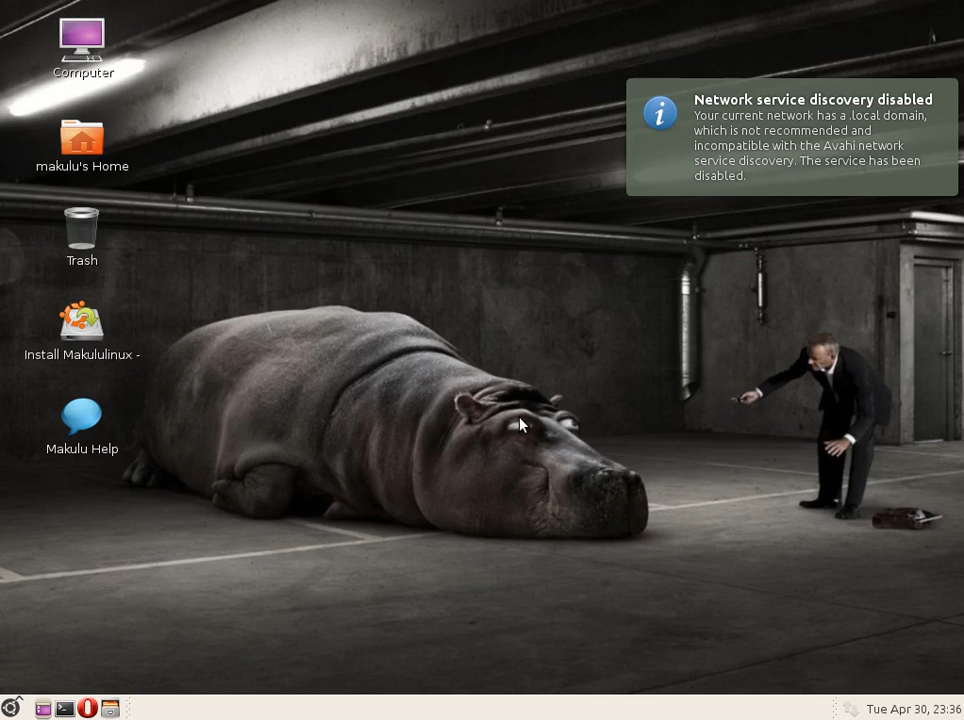 Computer
makulu's Home
Trash
Install Makululinux -
Makulu Help
Network service discovery disabled
Your current network has a .local domain,
which is not recommended and
incompatible with the Avahi network
service discovery. The service has been
disabled.
Tue Apr 30, 23:36